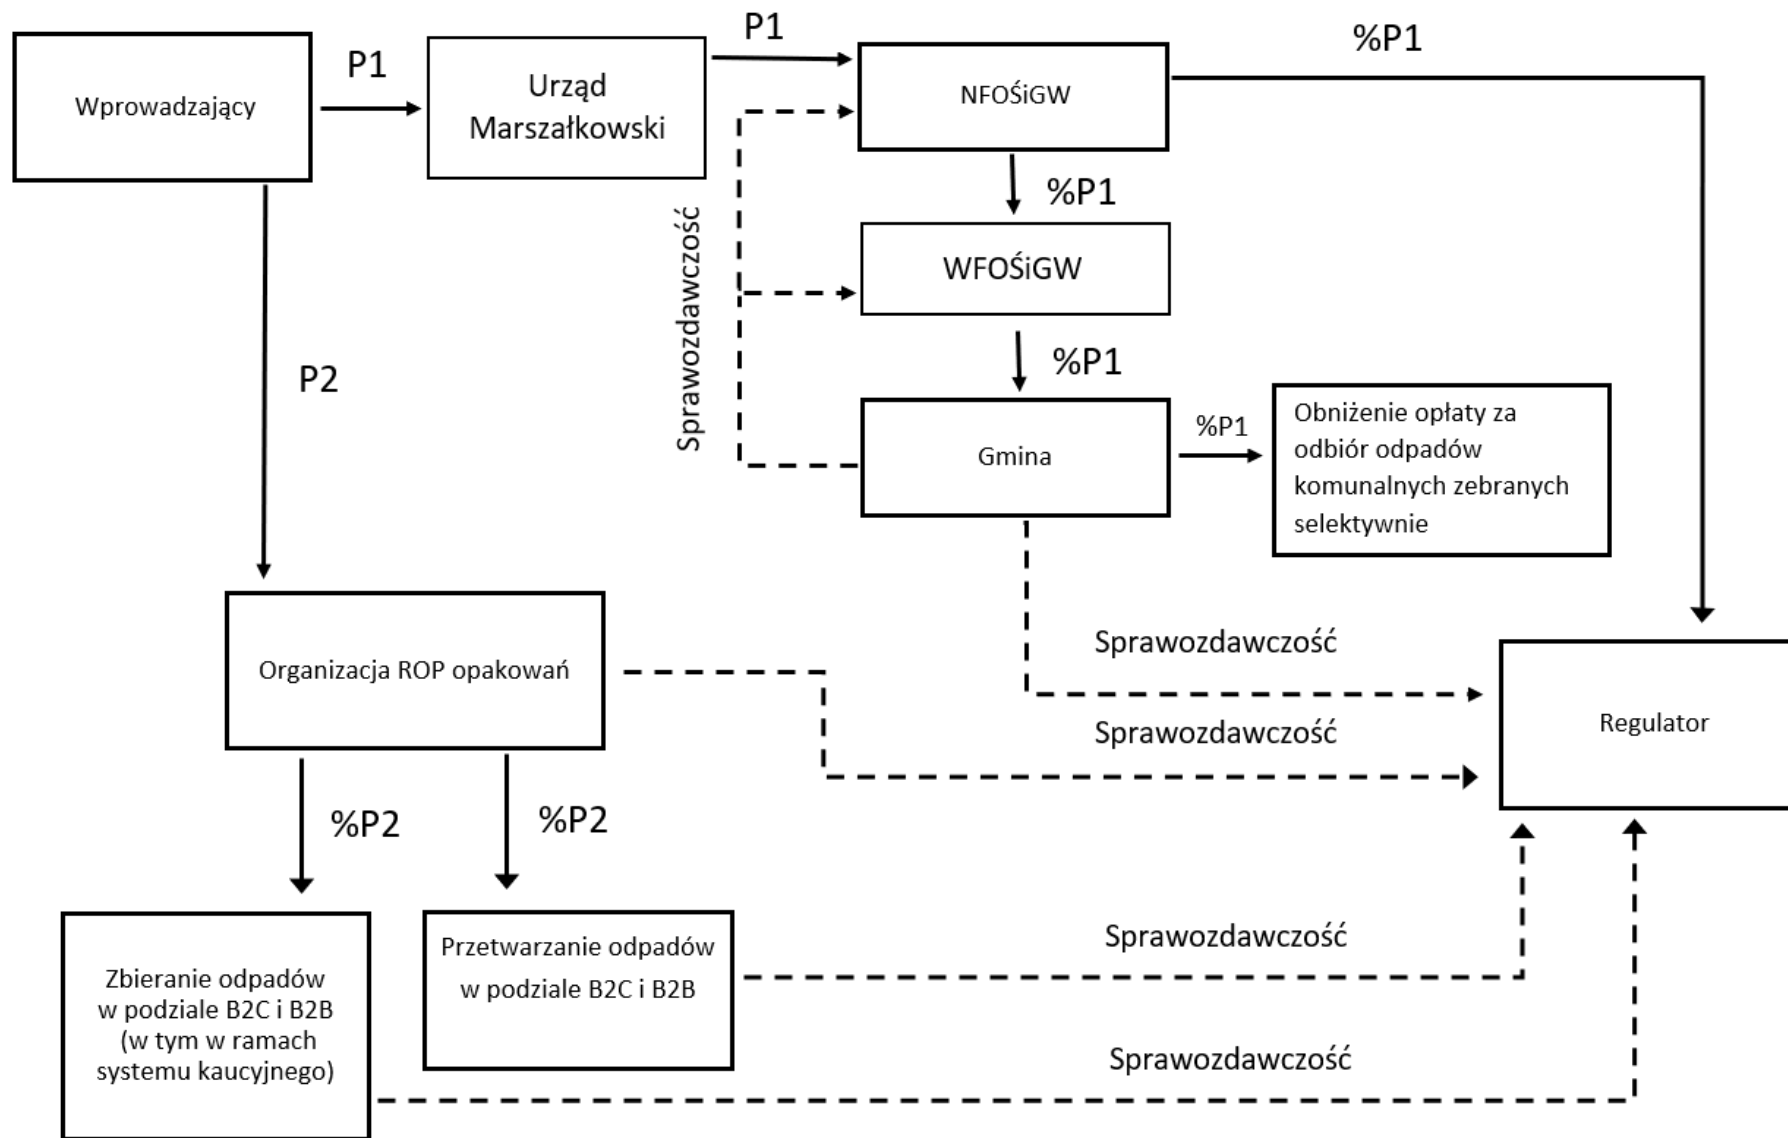 Wprowadzający
P1
Urząd
Marszałkowski
P1
NFOŚiGW
%P1
%P1
Sprawozdawczość
WFOŚiGW
%P1
P2
Gmina
%P1
Obniżenie opłaty za
odbiór odpadów
komunalnych zebranych
selektywnie
Organizacja ROP opakowań
Sprawozdawczość
Sprawozdawczość
Regulator
%P2
%P2
Zbieranie odpadów
w podziale B2C i B2B
(w tym w ramach
systemu kaucyjnego)
Przetwarzanie odpadów
w podziale B2C i B2B
Sprawozdawczość
Sprawozdawczość